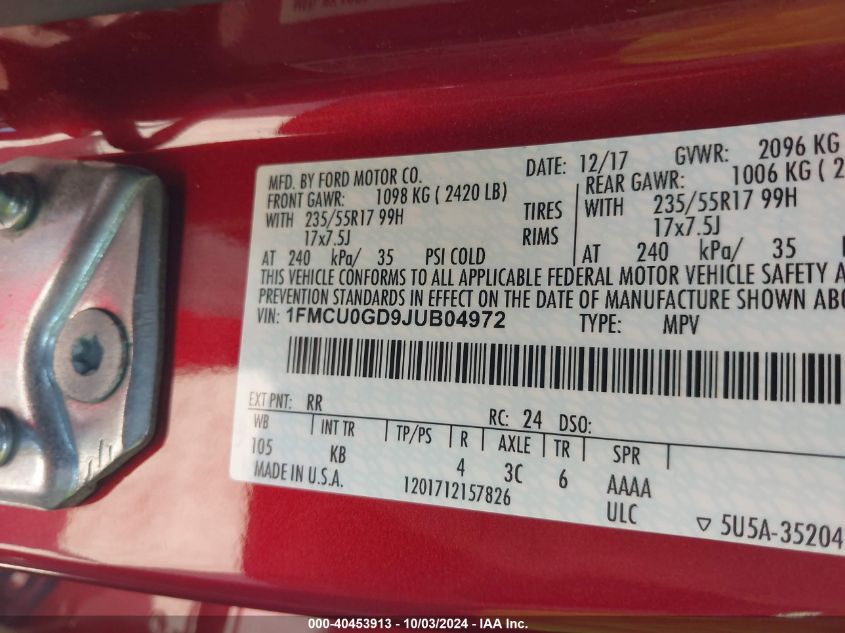 MFD. BY FORD MOTOR CO.
DATE: 12/17 GVWR: 2096 KG
FRONT GAWR: 1098 KG ( 2420 LB)
REAR GAWR: 1006 KG ( 2
WITH 235/55R17 99H TIRES WITH 235/55R17 99H
17x7.5J RIMS 17x7.5J
AT 240 kPa/ 35 PSI COLD AT 240 kPa/ 35
THIS VEHICLE CONFORMS TO ALL APPLICABLE FEDERAL MOTOR VEHICLE SAFETY A
PREVENTION STANDARDS IN EFFECT ON THE DATE OF MANUFACTURE SHOWN ABO
VIN: 1FMCU0GD9JUB04972 TYPE: MPV
EXT PNT: RR RC: 24 DSO:
WB INT TR TP/PS R AXLE TR SPR
105 KB 4 3C 6 AAAA
MADE IN U.S.A. 1201712157826 ULC
▽ 5U5A-35204
000-40453913 - 10/03/2024 - IAA Inc.